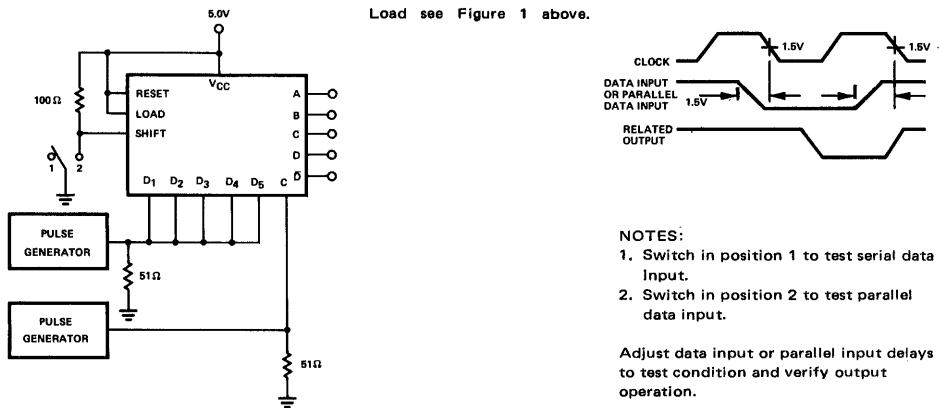 Load see Figure 1 above.
5.0V
VCC
100Ω
RESET
LOAD
SHIFT
A
B
C
D
D̄
1 2
D1 D2 D3 D4 D5 C
PULSE
GENERATOR
51Ω
PULSE
GENERATOR
51Ω
CLOCK
1.5V
1.5V
DATA INPUT
OR PARALLEL
DATA INPUT
1.5V
RELATED
OUTPUT
NOTES:
1. Switch in position 1 to test serial data
Input.
2. Switch in position 2 to test parallel
data input.
Adjust data input or parallel input delays
to test condition and verify output
operation.